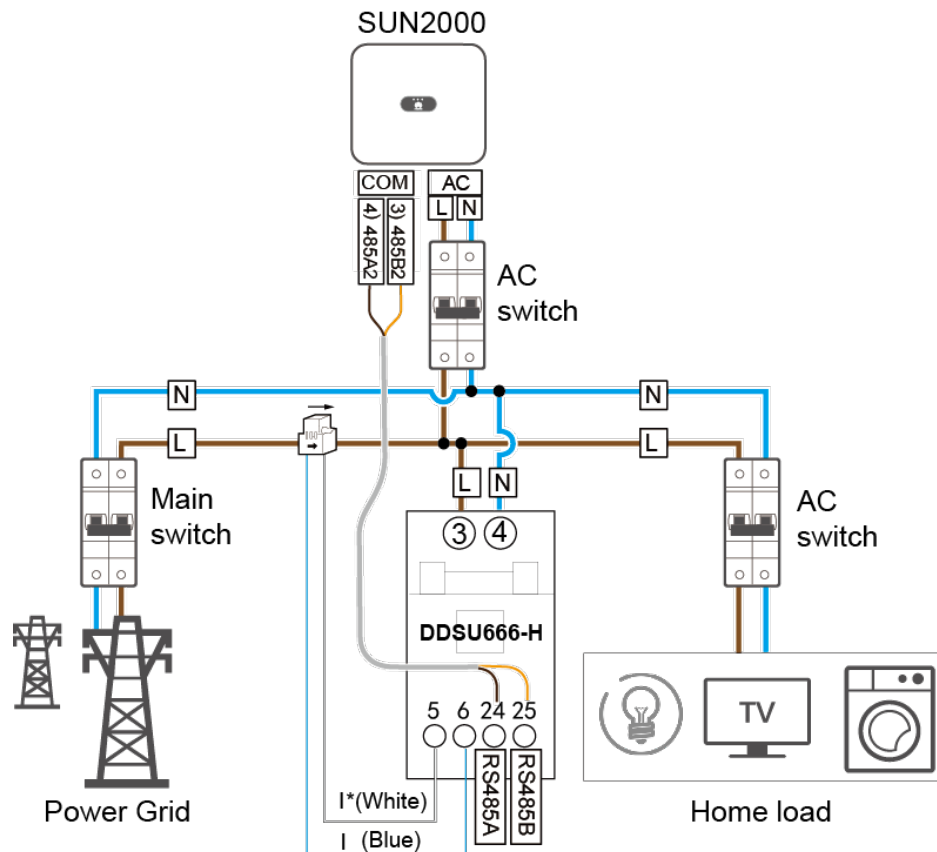 SUN2000
COM
AC
L
N
4) 485A2
3) 485B2
AC
switch
N
N
L
L
L
N
Main
switch
AC
switch
3
4
DDSU666-H
5
6
24
25
RS485A
RS485B
TV
Power Grid
I*(White)
I (Blue)
Home load